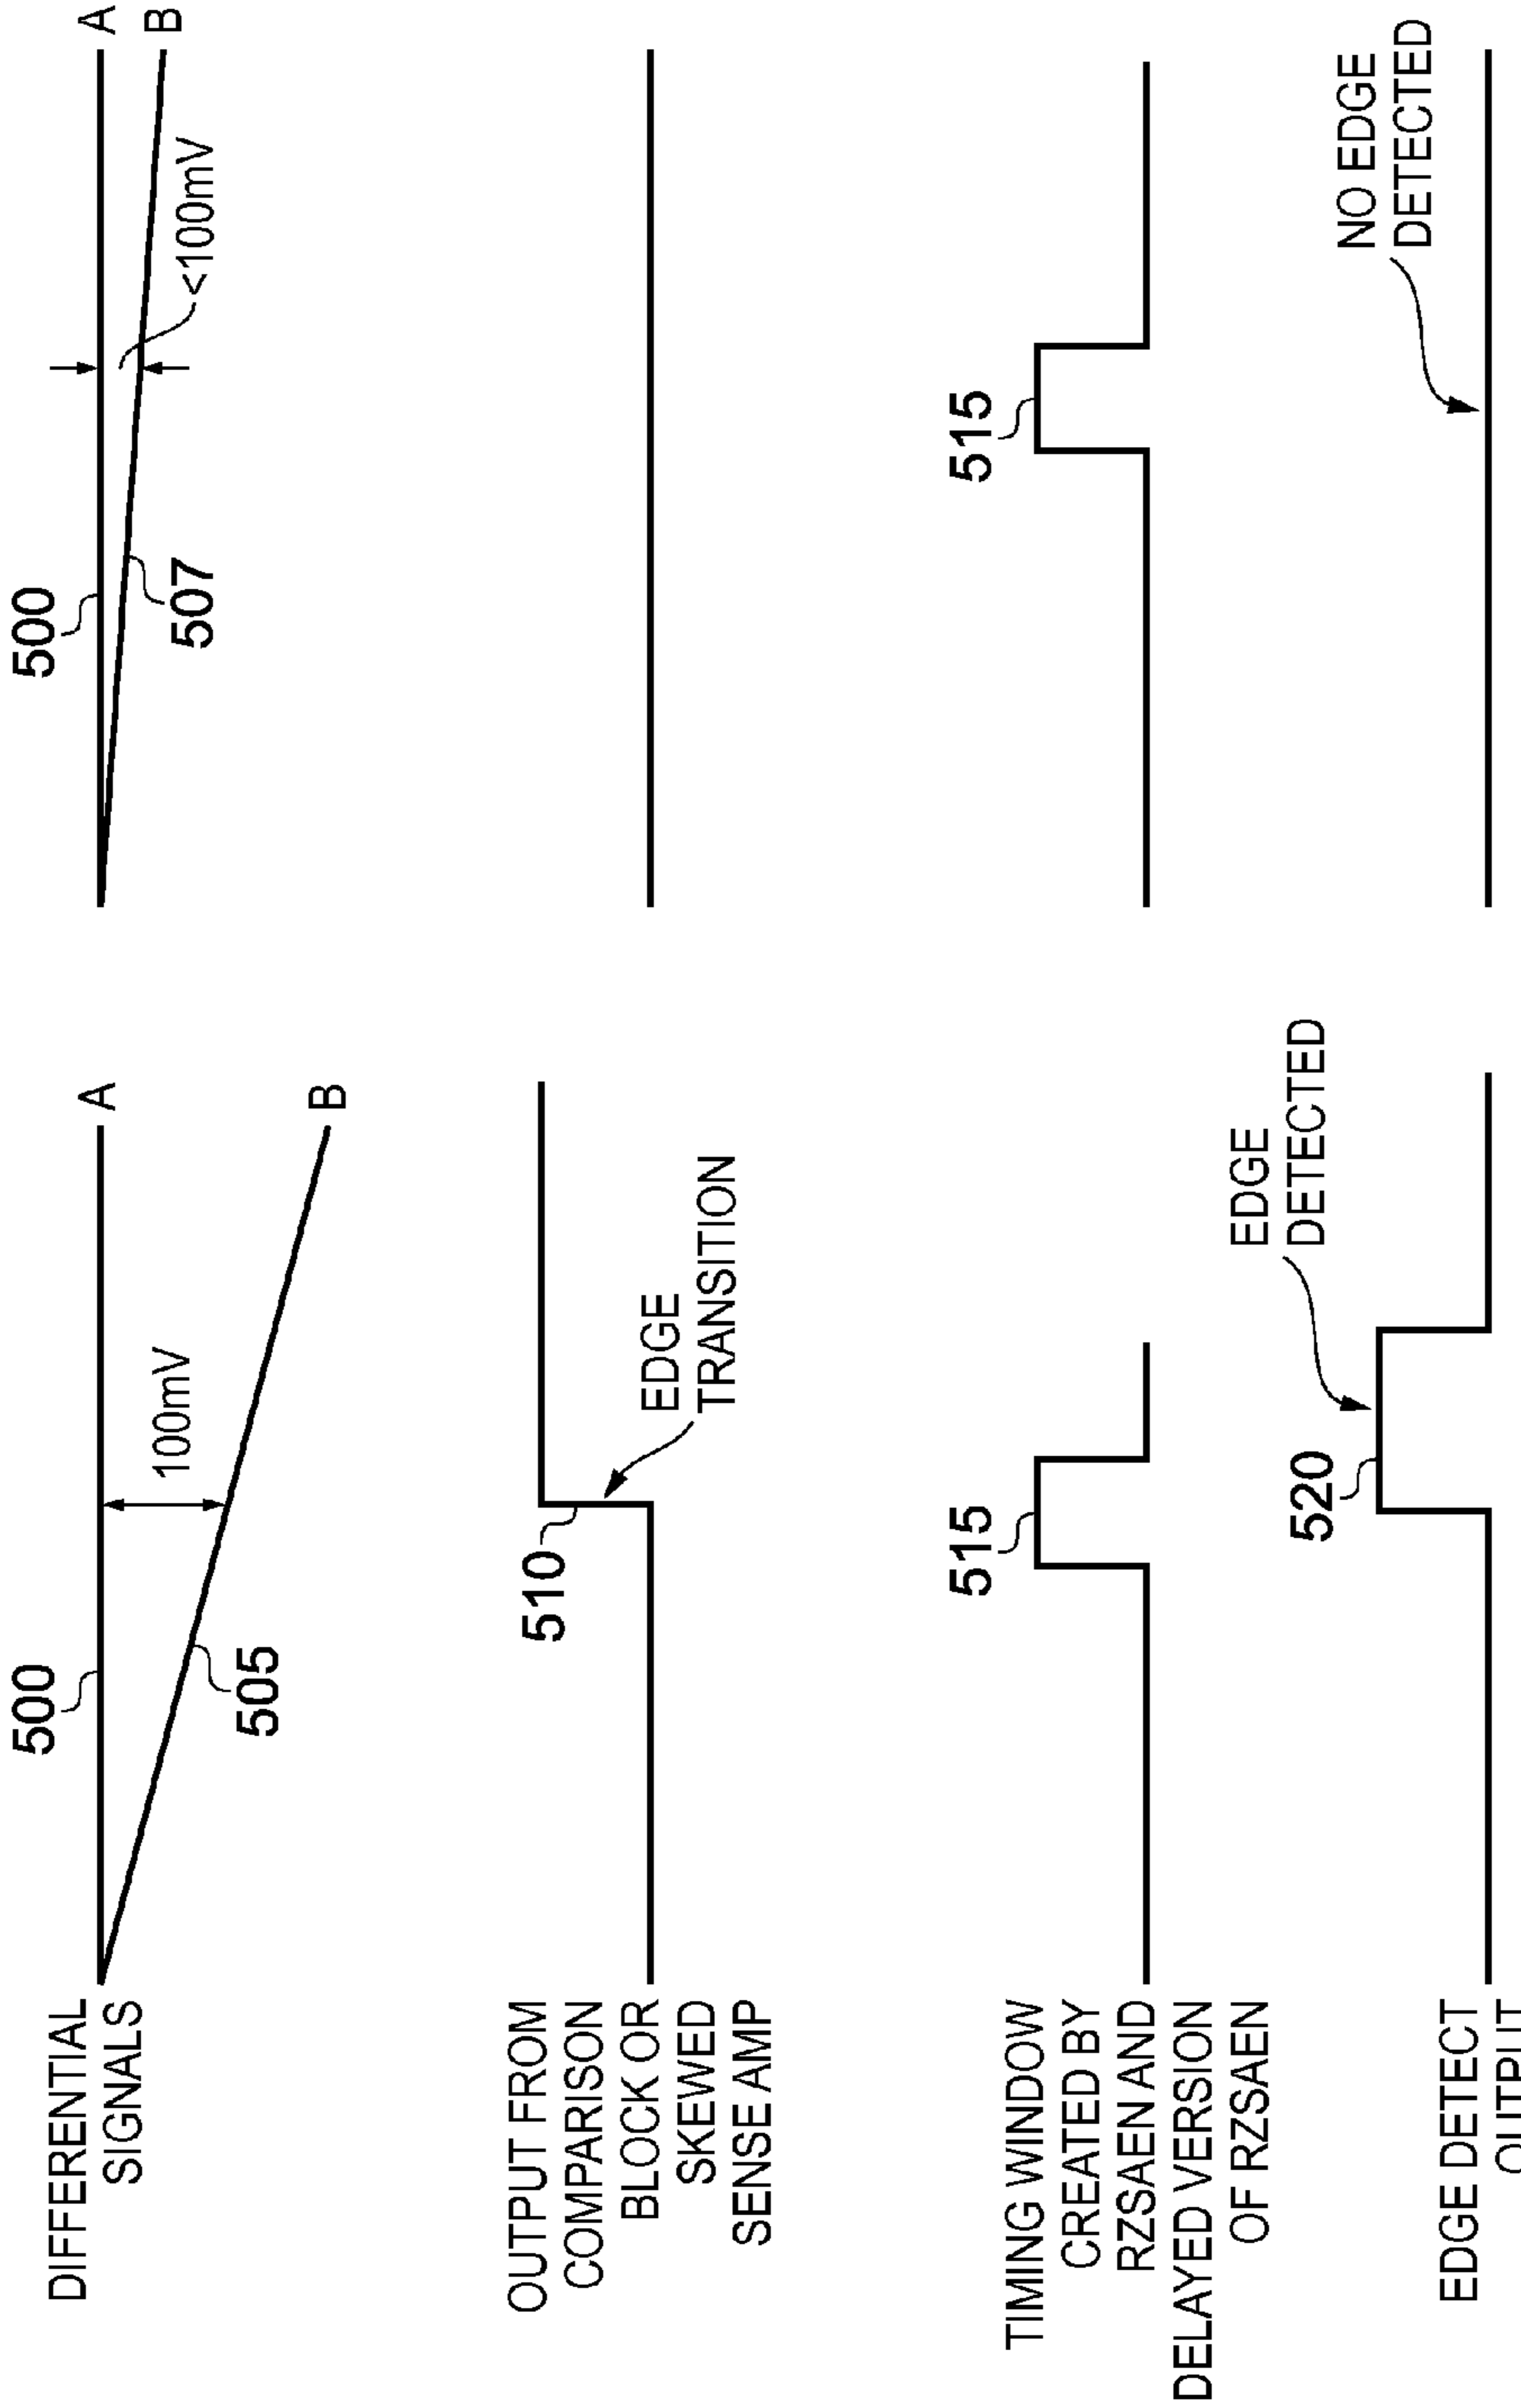 DIFFERENTIAL
SIGNALS
500
505
100mV
A
B
500
507
<100mV
A
B
OUTPUT FROM
COMPARISON
BLOCK OR
SKEWED
SENSE AMP
510
EDGE
TRANSITION
TIMING WINDOW
CREATED BY
RZSAEN AND
DELAYED VERSION
OF RZSAEN
515
515
EDGE DETECT
OUTPUT
520
EDGE
DETECTED
NO EDGE
DETECTED